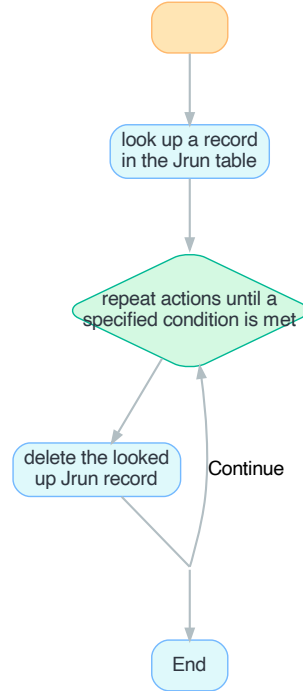 look up a record
in the Jrun table
repeat actions until a
specified condition is met
delete the looked
up Jrun record
Continue
End